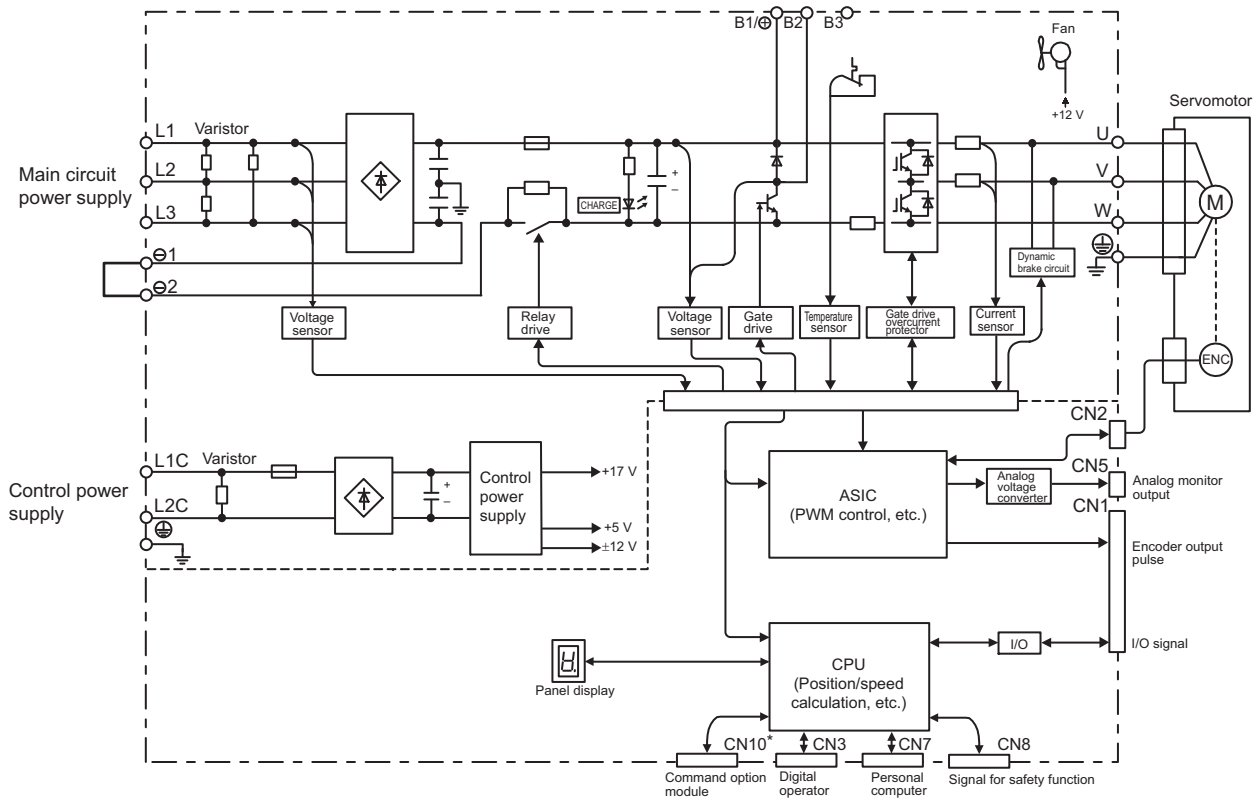 B1/⊕ B2 B3
Fan
+12 V
Servomotor
Main circuit
power supply
L1 Varistor
L2
L3
⊖1
⊖2
+
–
CHARGE
U
V
W
M
Dynamic
brake circuit
Voltage
sensor
Relay
drive
Voltage
sensor
Gate
drive
Temperature
sensor
Gate drive
overcurrent
protector
Current
sensor
ENC
Control power
supply
L1C Varistor
L2C
+
–
Control
power
supply
+17 V
+5 V
±12 V
ASIC
(PWM control, etc.)
Analog
voltage
converter
CN2
CN5
Analog monitor
output
CN1
Encoder output
pulse
I/O
I/O signal
Panel display
CPU
(Position/speed
calculation, etc.)
CN10* CN3 CN7 CN8
Command option
module
Digital
operator
Personal
computer
Signal for safety function